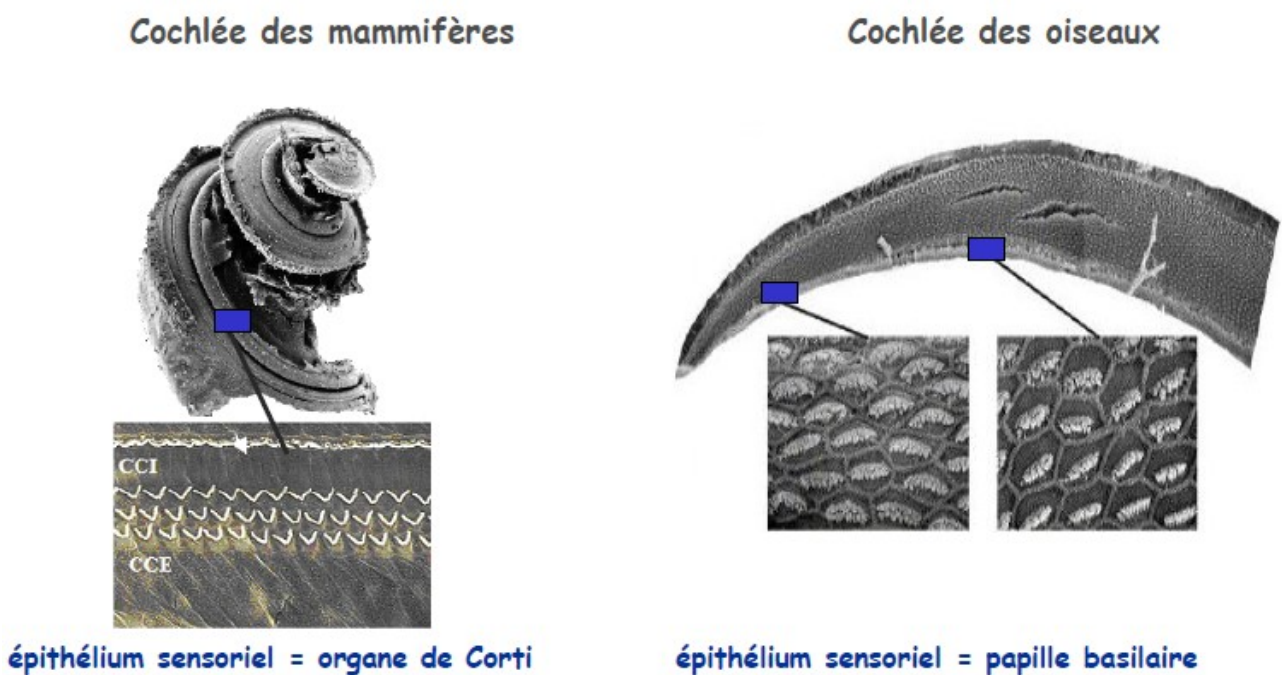 Cochlée des mammifères
Cochlée des oiseaux
CCI
CCE
épithélium sensoriel = organe de Corti
épithélium sensoriel = papille basilaire